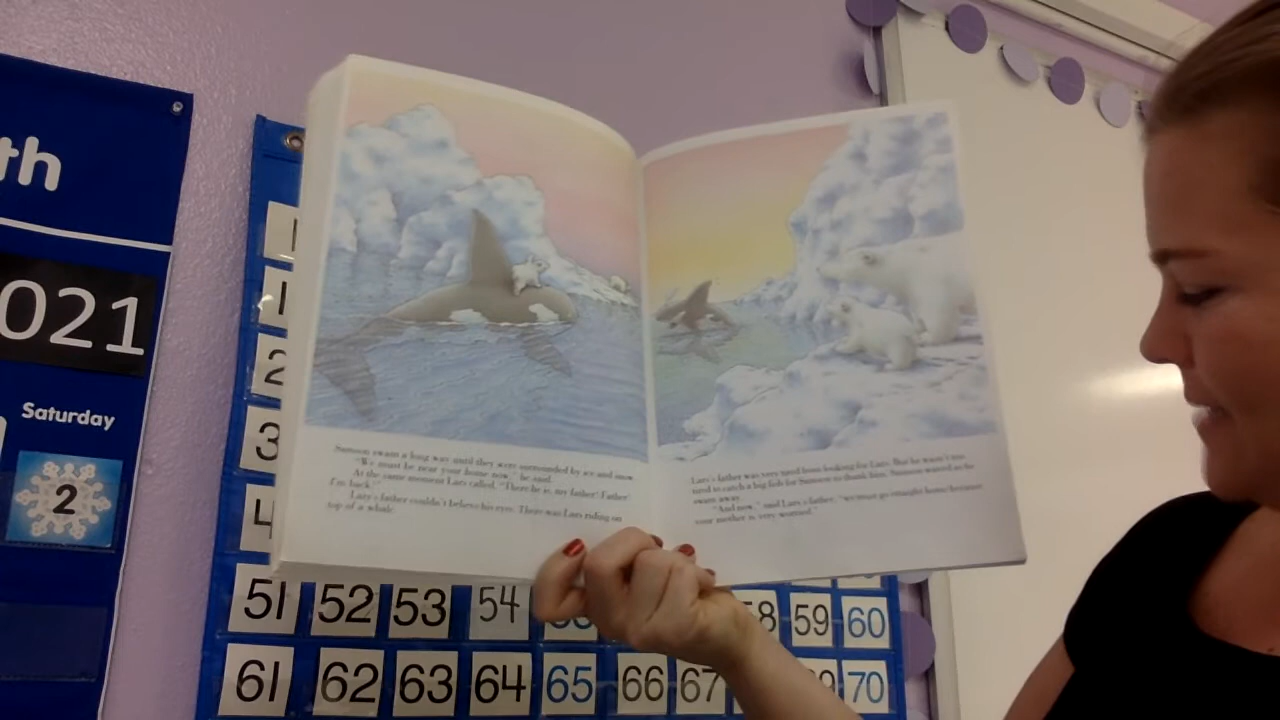 th
021
Saturday
2
1
1
2
3
4
51 52 53 54 58 59 60
61 62 63 64 65 66 67 70
Samson swam a long way until they were surrounded by ice and snow.
"We must be near your home now," he said.
At the same moment Lars called, "There he is, my father! Father!
I'm back!"
Lars's father couldn't believe his eyes. There was Lars riding on
top of a whale.
Lars's father was very tired from looking for Lars. But he wasn't too
tired to catch a big fish for Samson to thank him. Samson waved as he
swam away.
"And now," said Lars's father, "we must go straight home because
your mother is very worried."